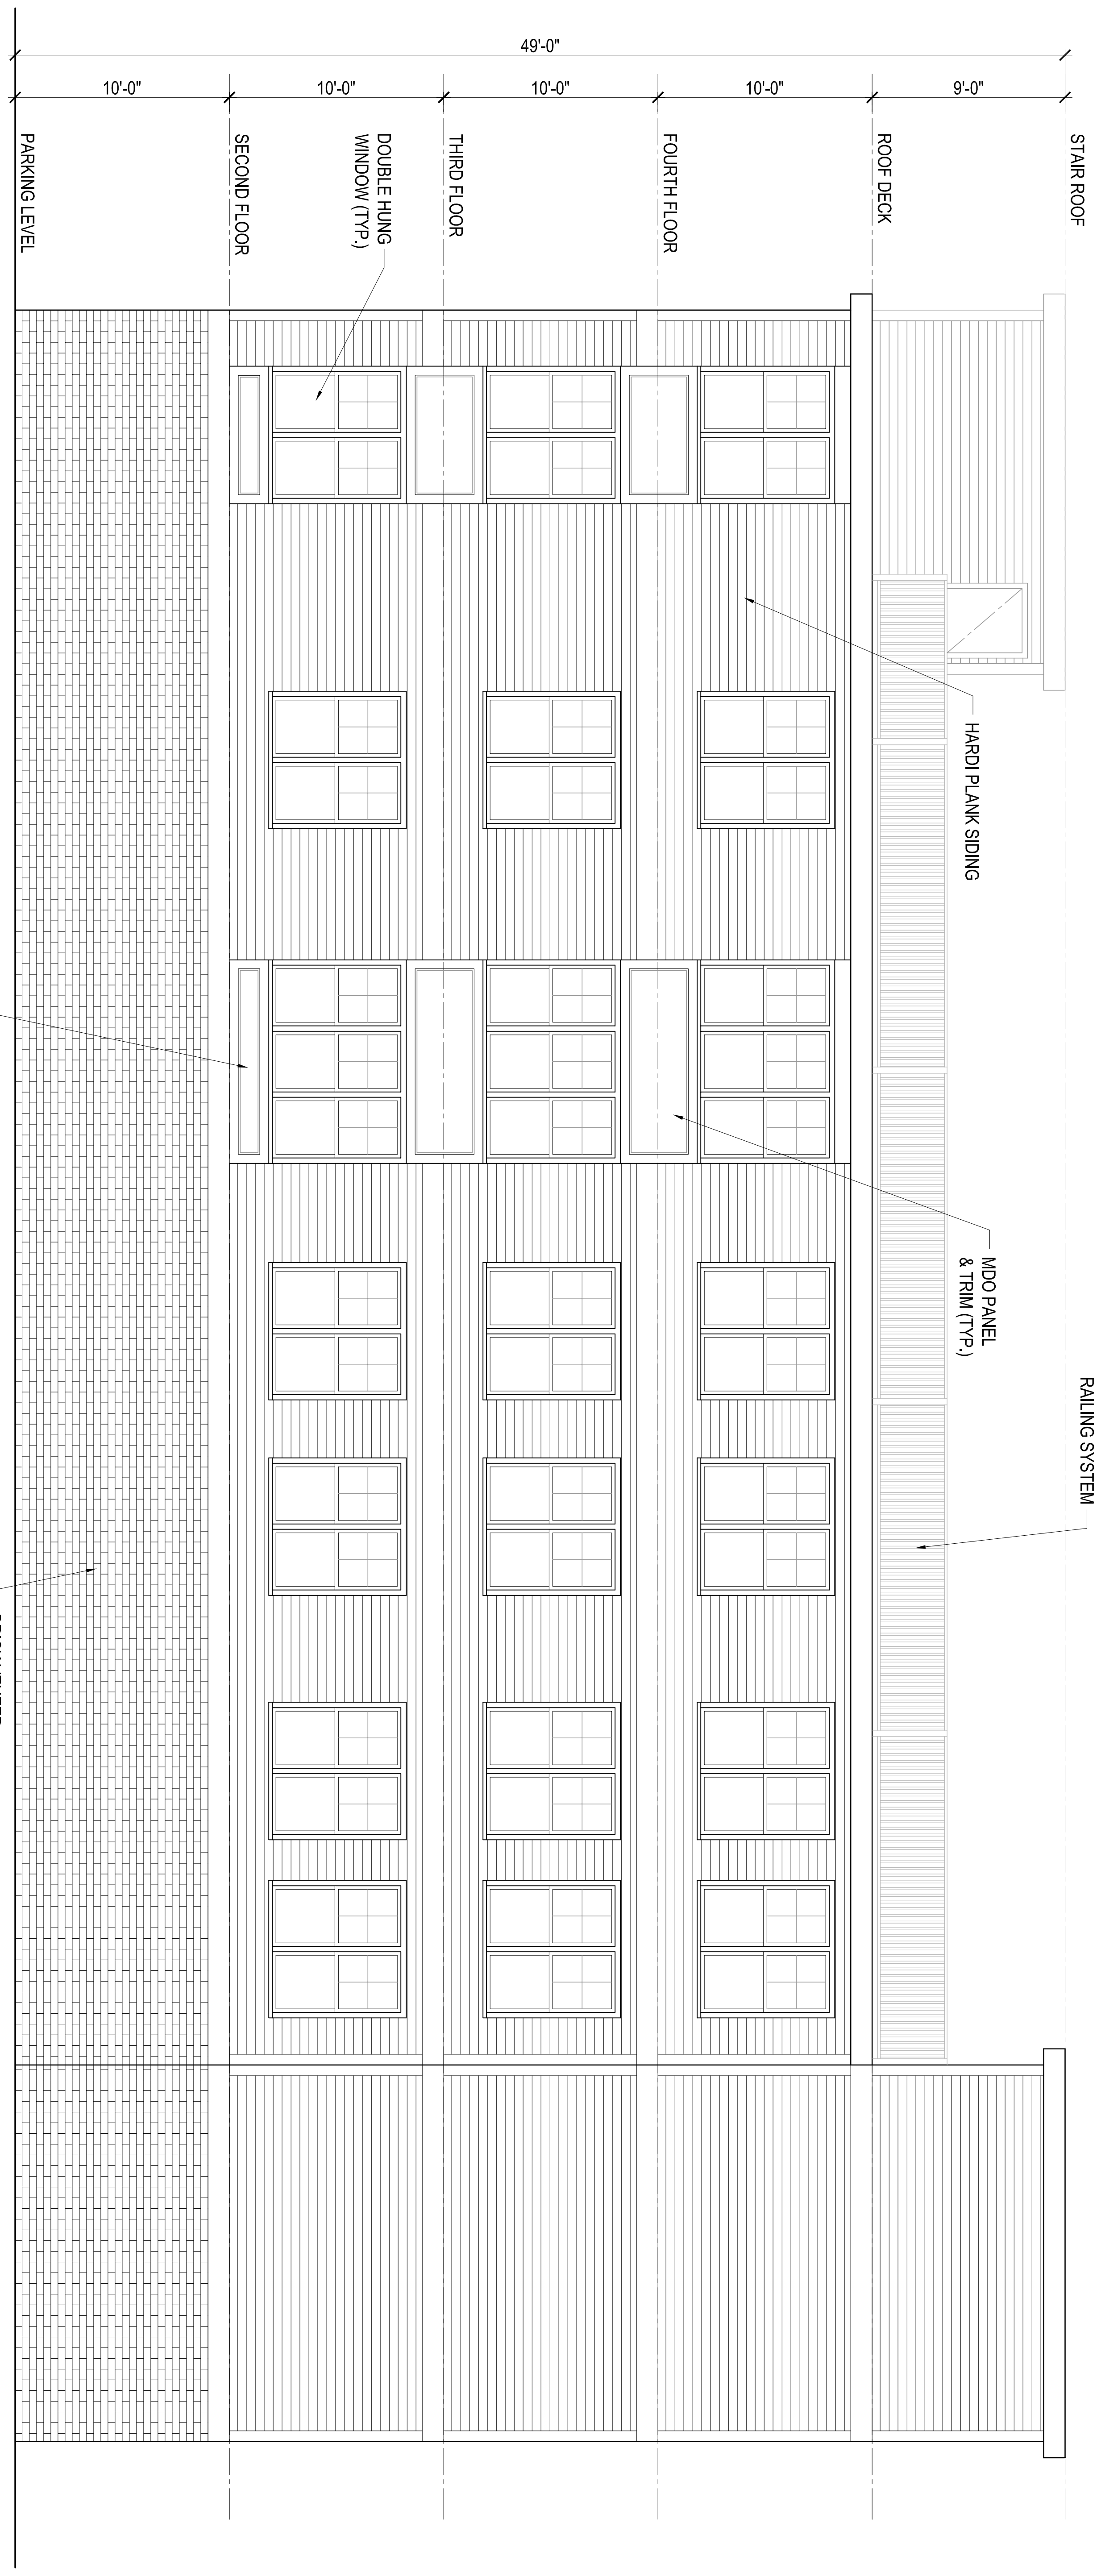 49'-0"
10'-0"
10'-0"
10'-0"
10'-0"
9'-0"
STAIR ROOF
ROOF DECK
FOURTH FLOOR
THIRD FLOOR
SECOND FLOOR
PARKING LEVEL
DOUBLE HUNG
WINDOW (TYP.)
HARDI PLANK SIDING
MDO PANEL
& TRIM (TYP.)
RAILING SYSTEM